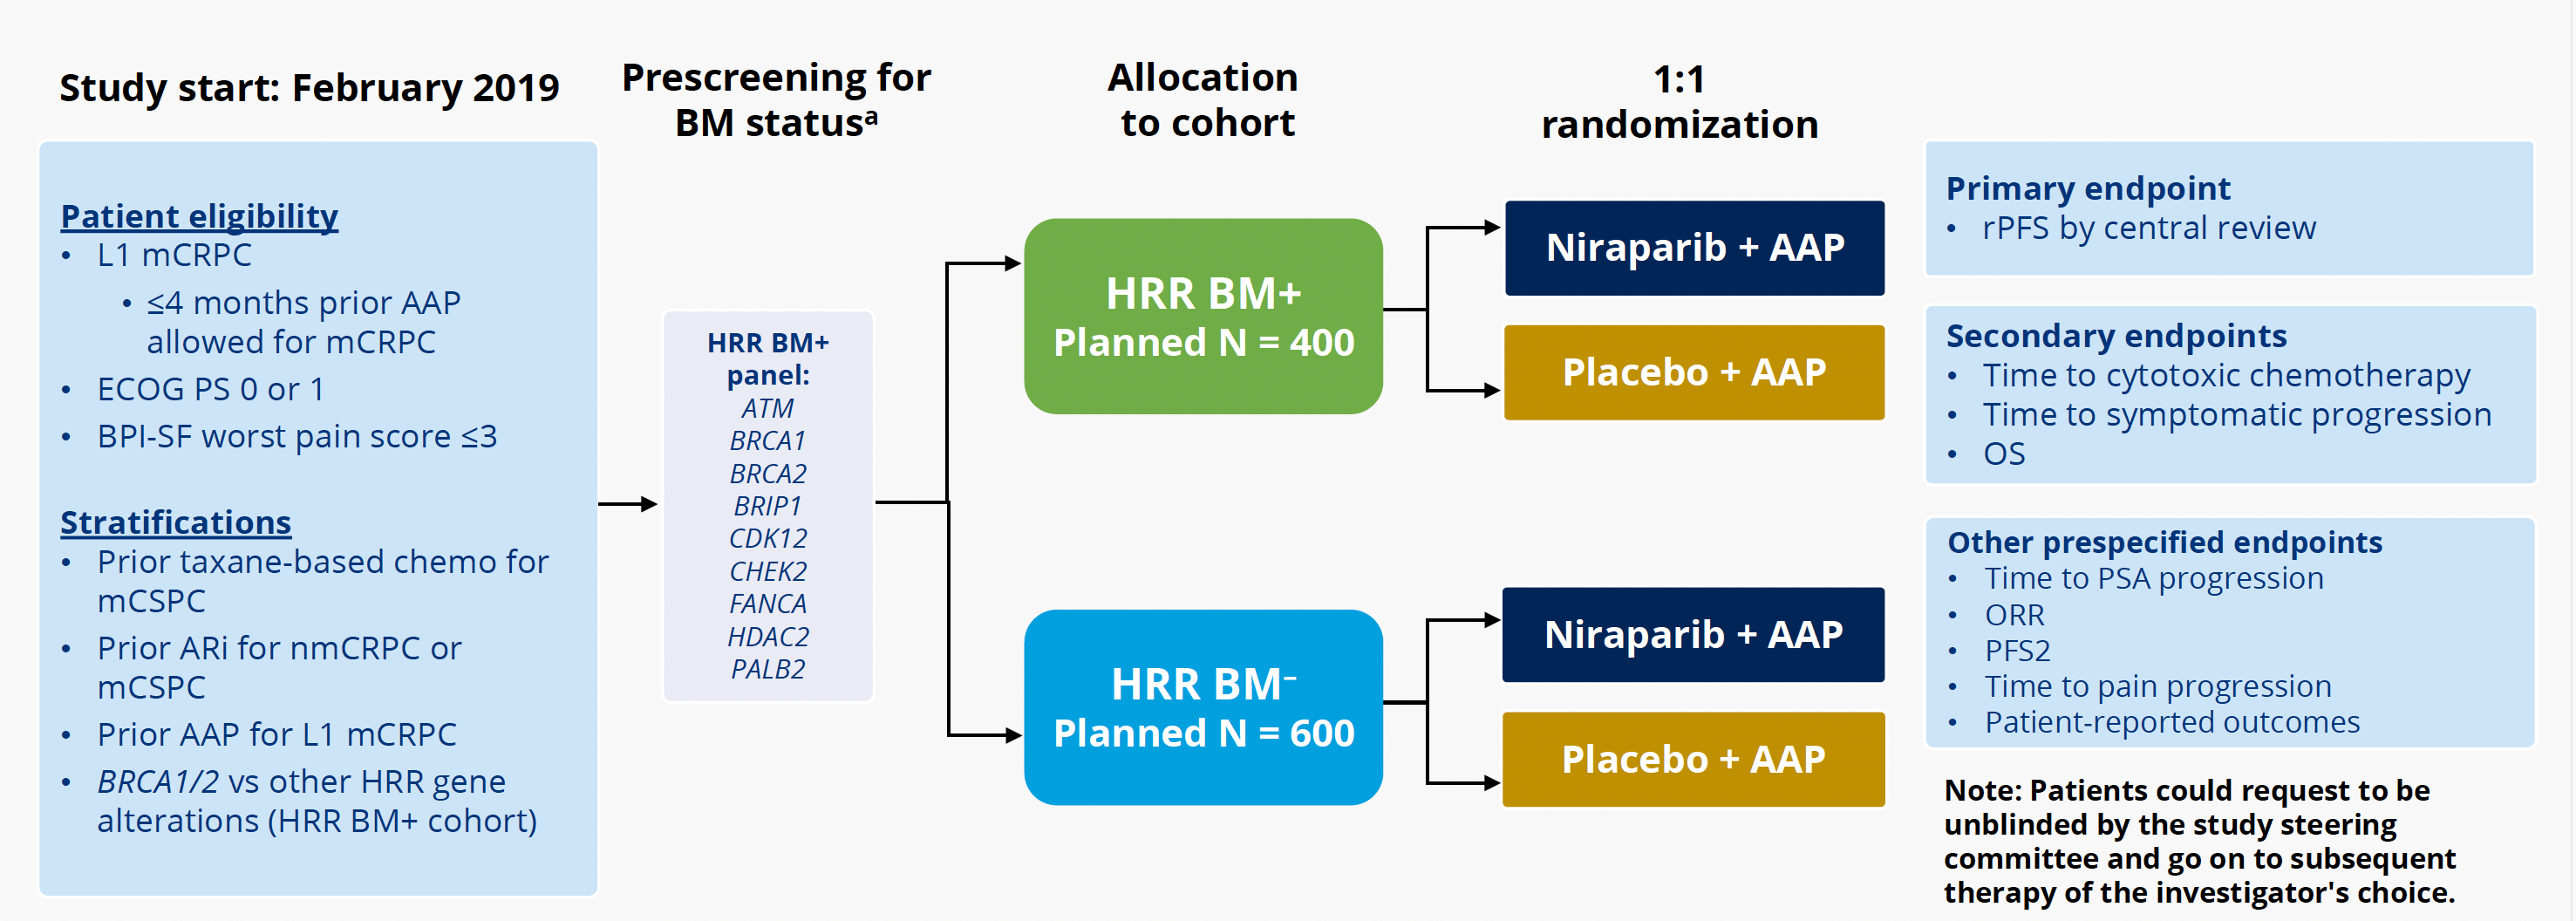 Study start: February 2019
Patient eligibility
• L1 mCRPC
• ≤4 months prior AAP
allowed for mCRPC
• ECOG PS 0 or 1
• BPI-SF worst pain score ≤3
Stratifications
• Prior taxane-based chemo for
mCSPC
• Prior ARi for nmCRPC or
mCSPC
• Prior AAP for L1 mCRPC
• BRCA1/2 vs other HRR gene
alterations (HRR BM+ cohort)
Prescreening for
BM statusᵃ
HRR BM+
panel:
ATM
BRCA1
BRCA2
BRIP1
CDK12
CHEK2
FANCA
HDAC2
PALB2
Allocation
to cohort
HRR BM+
Planned N = 400
HRR BM⁻
Planned N = 600
1:1
randomization
Niraparib + AAP
Placebo + AAP
Niraparib + AAP
Placebo + AAP
Primary endpoint
• rPFS by central review
Secondary endpoints
• Time to cytotoxic chemotherapy
• Time to symptomatic progression
• OS
Other prespecified endpoints
• Time to PSA progression
• ORR
• PFS2
• Time to pain progression
• Patient-reported outcomes
Note: Patients could request to be
unblinded by the study steering
committee and go on to subsequent
therapy of the investigator's choice.